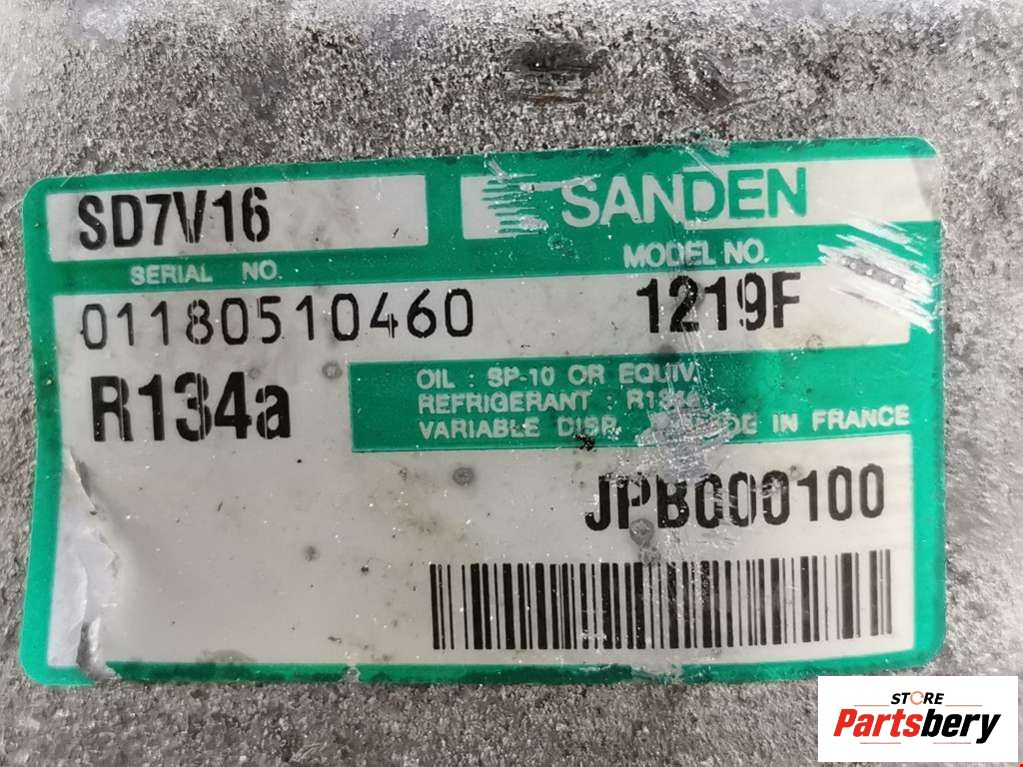 SD7V16 SANDEN
SERIAL NO. MODEL NO.
01180510460 1219F
R134a
OIL : SP-10 OR EQUIV.
REFRIGERANT : R134a
VARIABLE DISP. MADE IN FRANCE
JPB000100
STORE
Partsbery